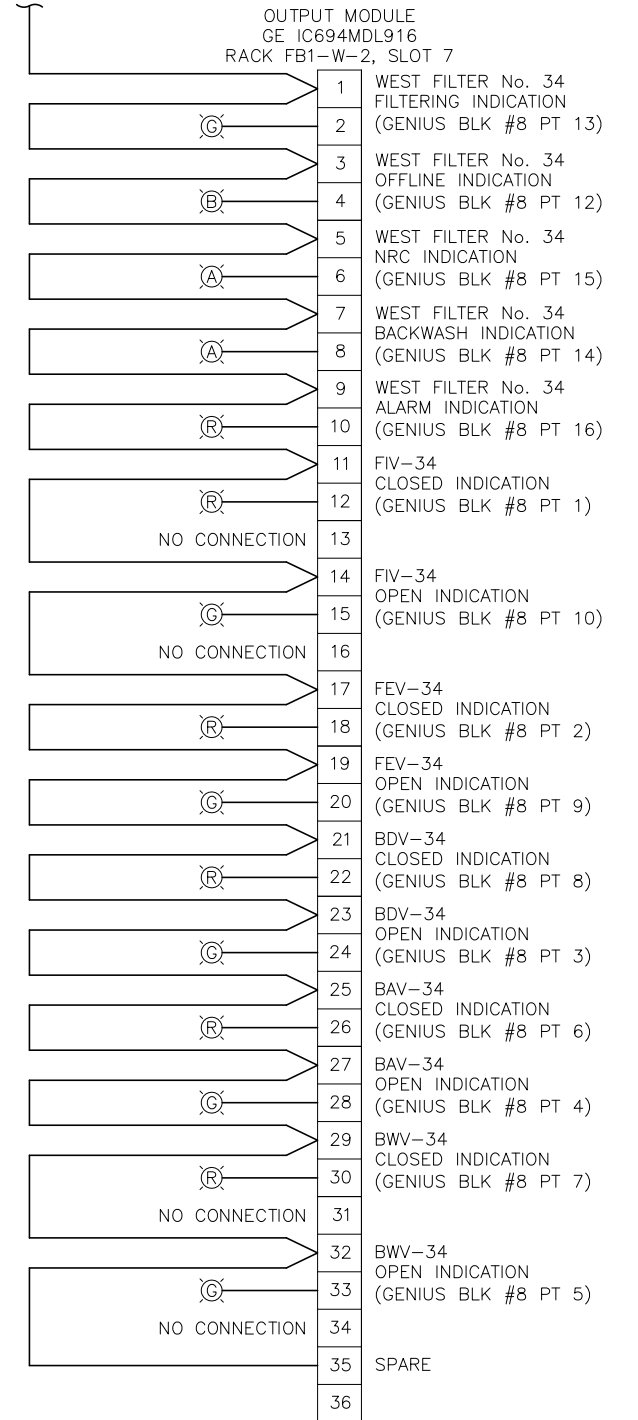 OUTPUT MODULE
GE IC694MDL916
RACK FB1-W-2, SLOT 7
1 WEST FILTER No. 34
FILTERING INDICATION
G 2 (GENIUS BLK #8 PT 13)
3 WEST FILTER No. 34
OFFLINE INDICATION
B 4 (GENIUS BLK #8 PT 12)
5 WEST FILTER No. 34
NRC INDICATION
A 6 (GENIUS BLK #8 PT 15)
7 WEST FILTER No. 34
BACKWASH INDICATION
A 8 (GENIUS BLK #8 PT 14)
9 WEST FILTER No. 34
ALARM INDICATION
R 10 (GENIUS BLK #8 PT 16)
11 FIV-34
CLOSED INDICATION
R 12 (GENIUS BLK #8 PT 1)
NO CONNECTION 13
14 FIV-34
OPEN INDICATION
G 15 (GENIUS BLK #8 PT 10)
NO CONNECTION 16
17 FEV-34
CLOSED INDICATION
R 18 (GENIUS BLK #8 PT 2)
19 FEV-34
OPEN INDICATION
G 20 (GENIUS BLK #8 PT 9)
21 BDV-34
CLOSED INDICATION
R 22 (GENIUS BLK #8 PT 8)
23 BDV-34
OPEN INDICATION
G 24 (GENIUS BLK #8 PT 3)
25 BAV-34
CLOSED INDICATION
R 26 (GENIUS BLK #8 PT 6)
27 BAV-34
OPEN INDICATION
G 28 (GENIUS BLK #8 PT 4)
29 BWV-34
CLOSED INDICATION
R 30 (GENIUS BLK #8 PT 7)
NO CONNECTION 31
32 BWV-34
OPEN INDICATION
G 33 (GENIUS BLK #8 PT 5)
NO CONNECTION 34
35 SPARE
36